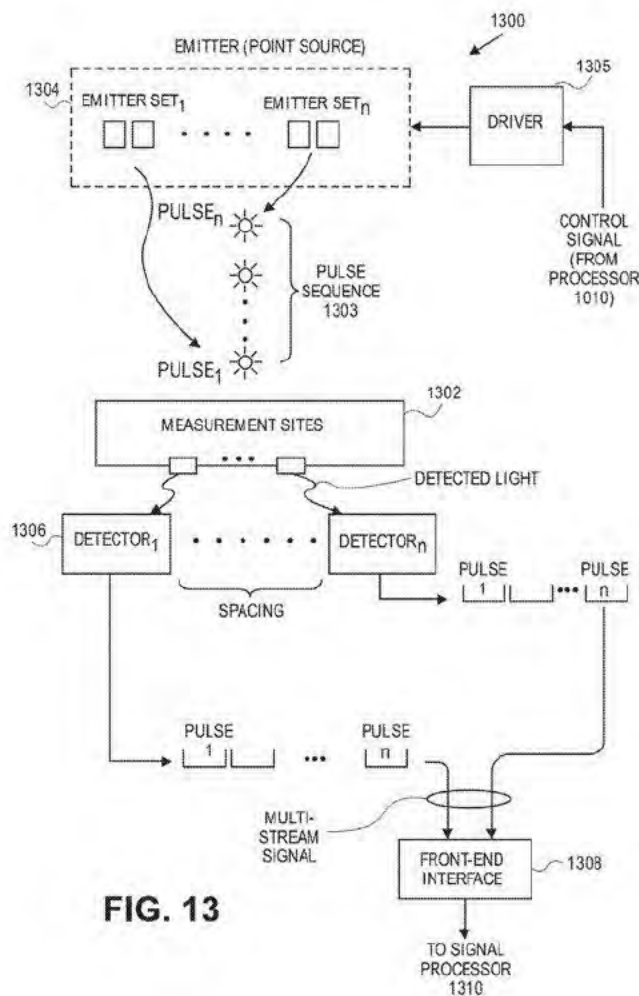 1300
EMITTER (POINT SOURCE)
1304
1305
EMITTER SET1
EMITTER SETn
DRIVER
PULSEn
PULSE
SEQUENCE
1303
CONTROL
SIGNAL
(FROM
PROCESSOR
1010)
PULSE1
1302
MEASUREMENT SITES
DETECTED LIGHT
1306
DETECTOR1
DETECTORn
SPACING
PULSE
1
PULSE
n
PULSE
1
PULSE
n
MULTI-
STREAM
SIGNAL
FRONT-END
INTERFACE
1308
FIG. 13
TO SIGNAL
PROCESSOR
1310